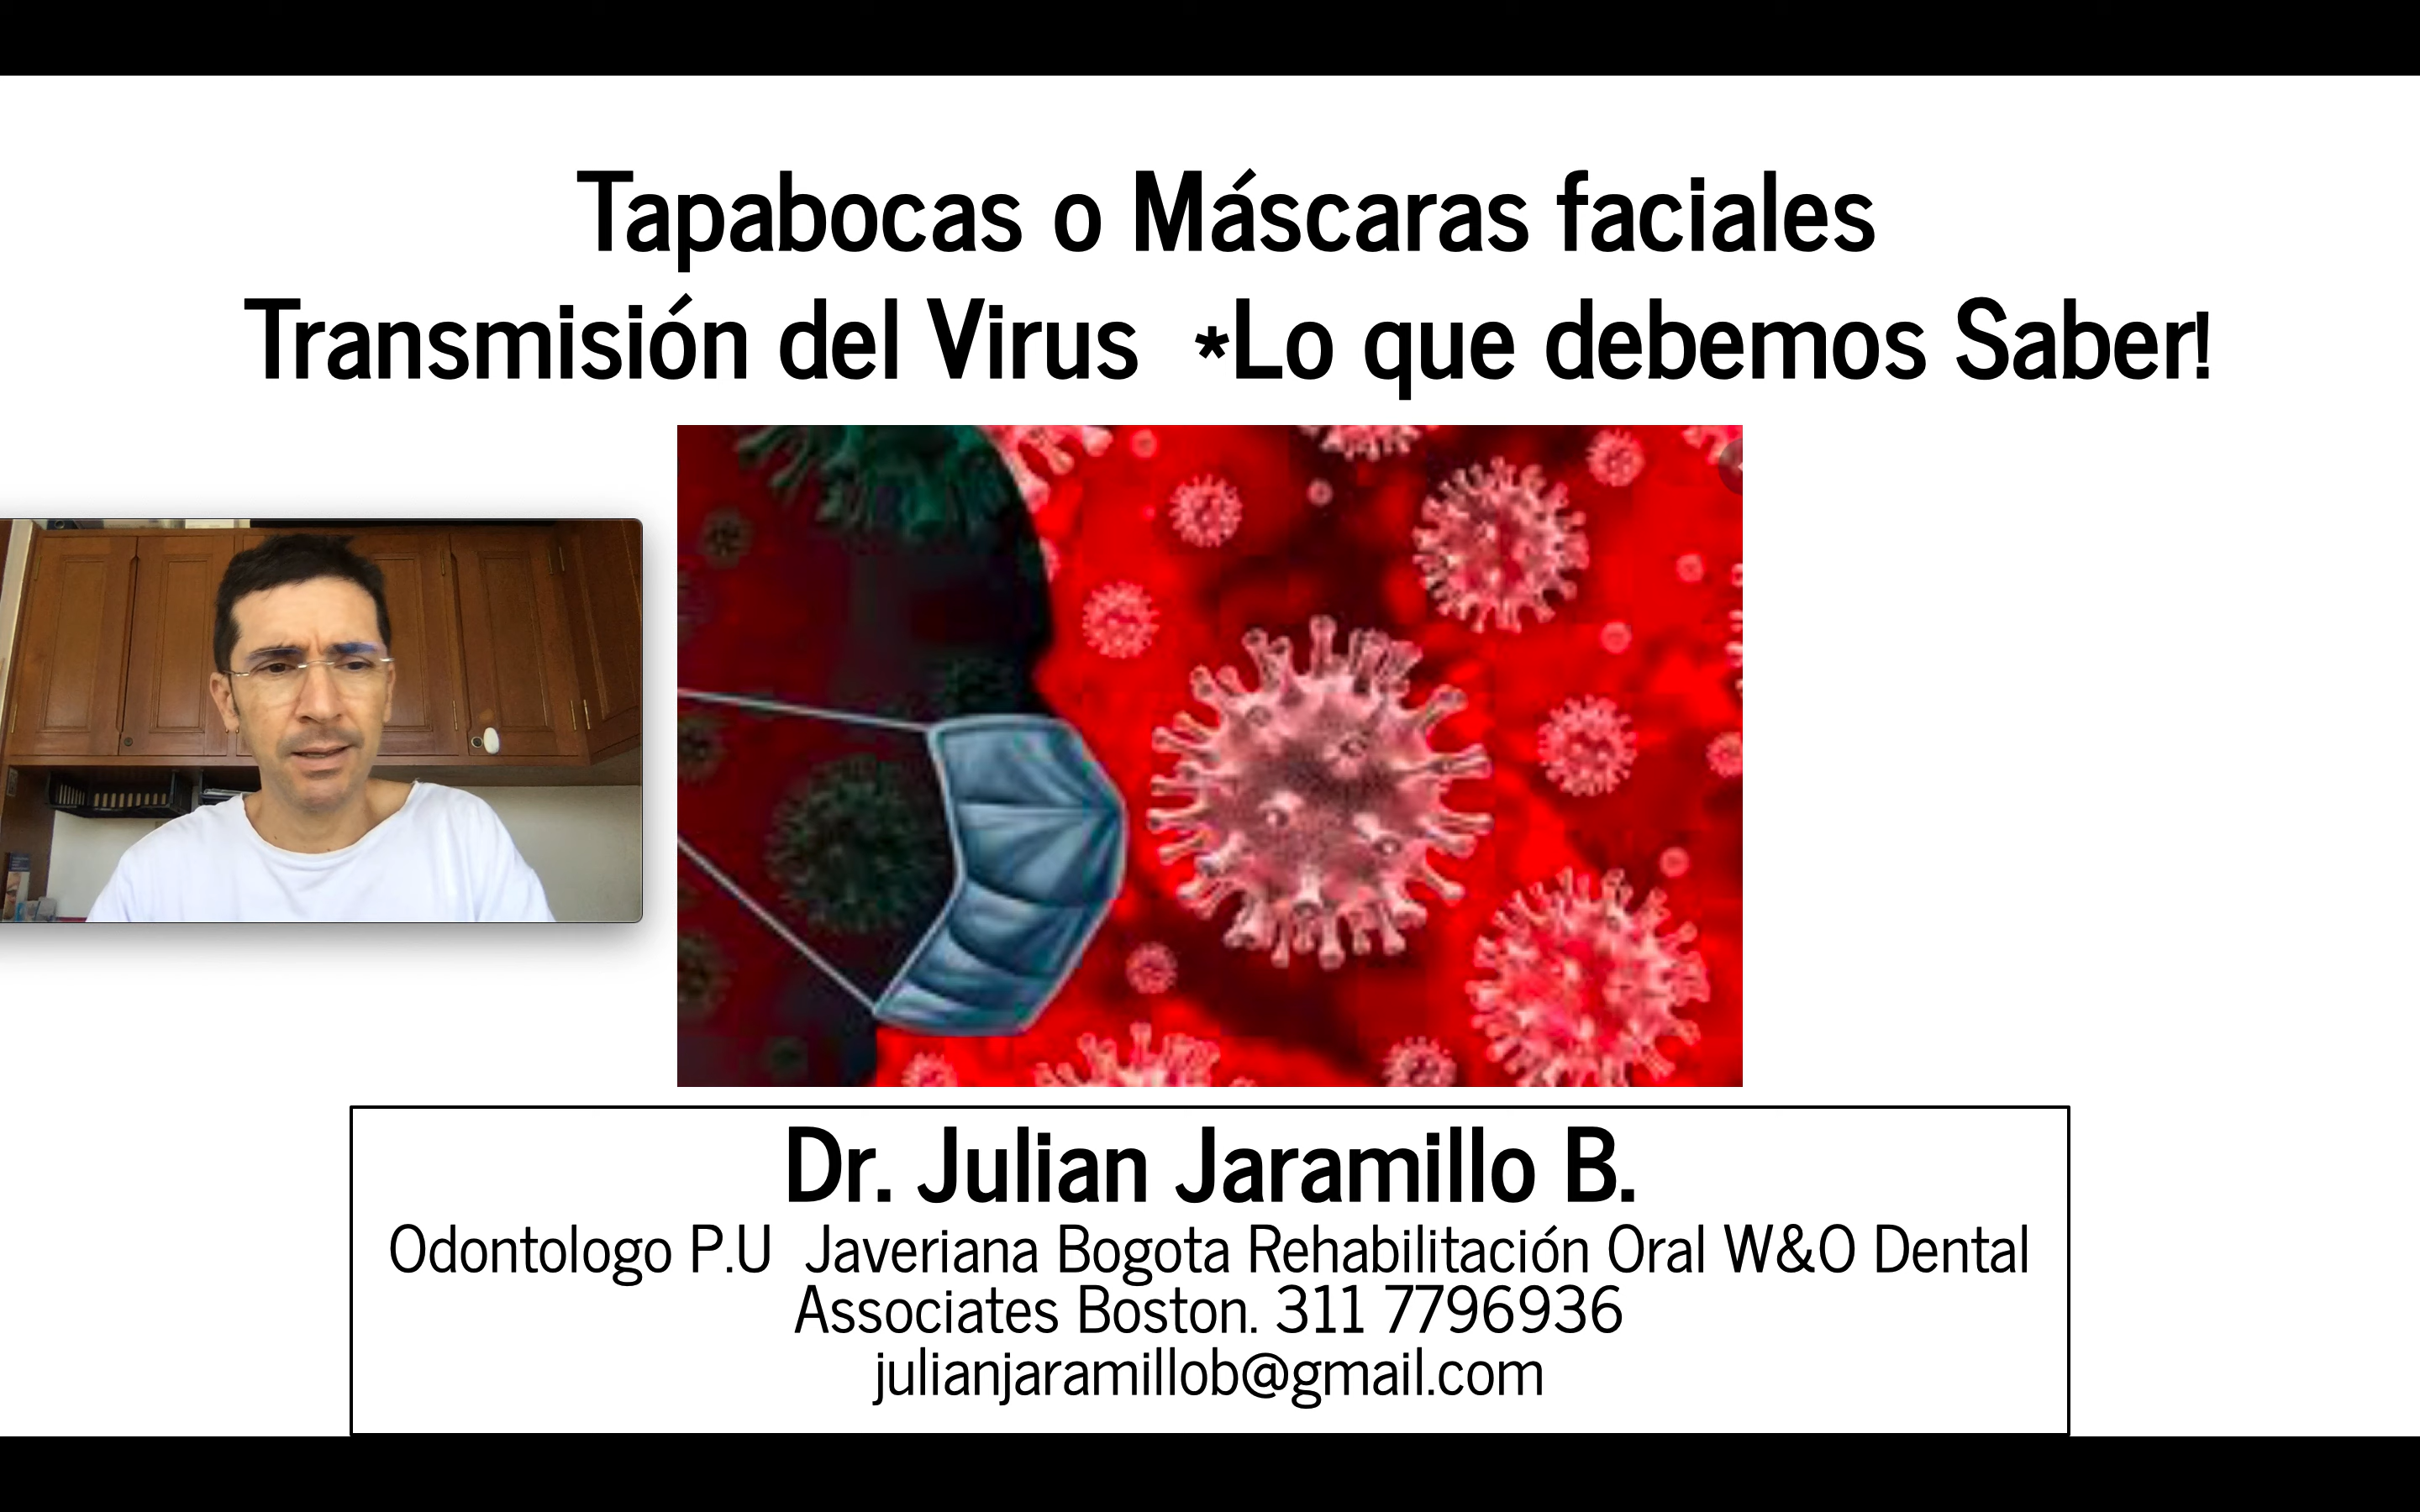 Tapabocas o Máscaras faciales
Transmisión del Virus *Lo que debemos Saber!
Dr. Julian Jaramillo B.
Odontologo P.U Javeriana Bogota Rehabilitación Oral W&O Dental
Associates Boston. 311 7796936
julianjaramillob@gmail.com